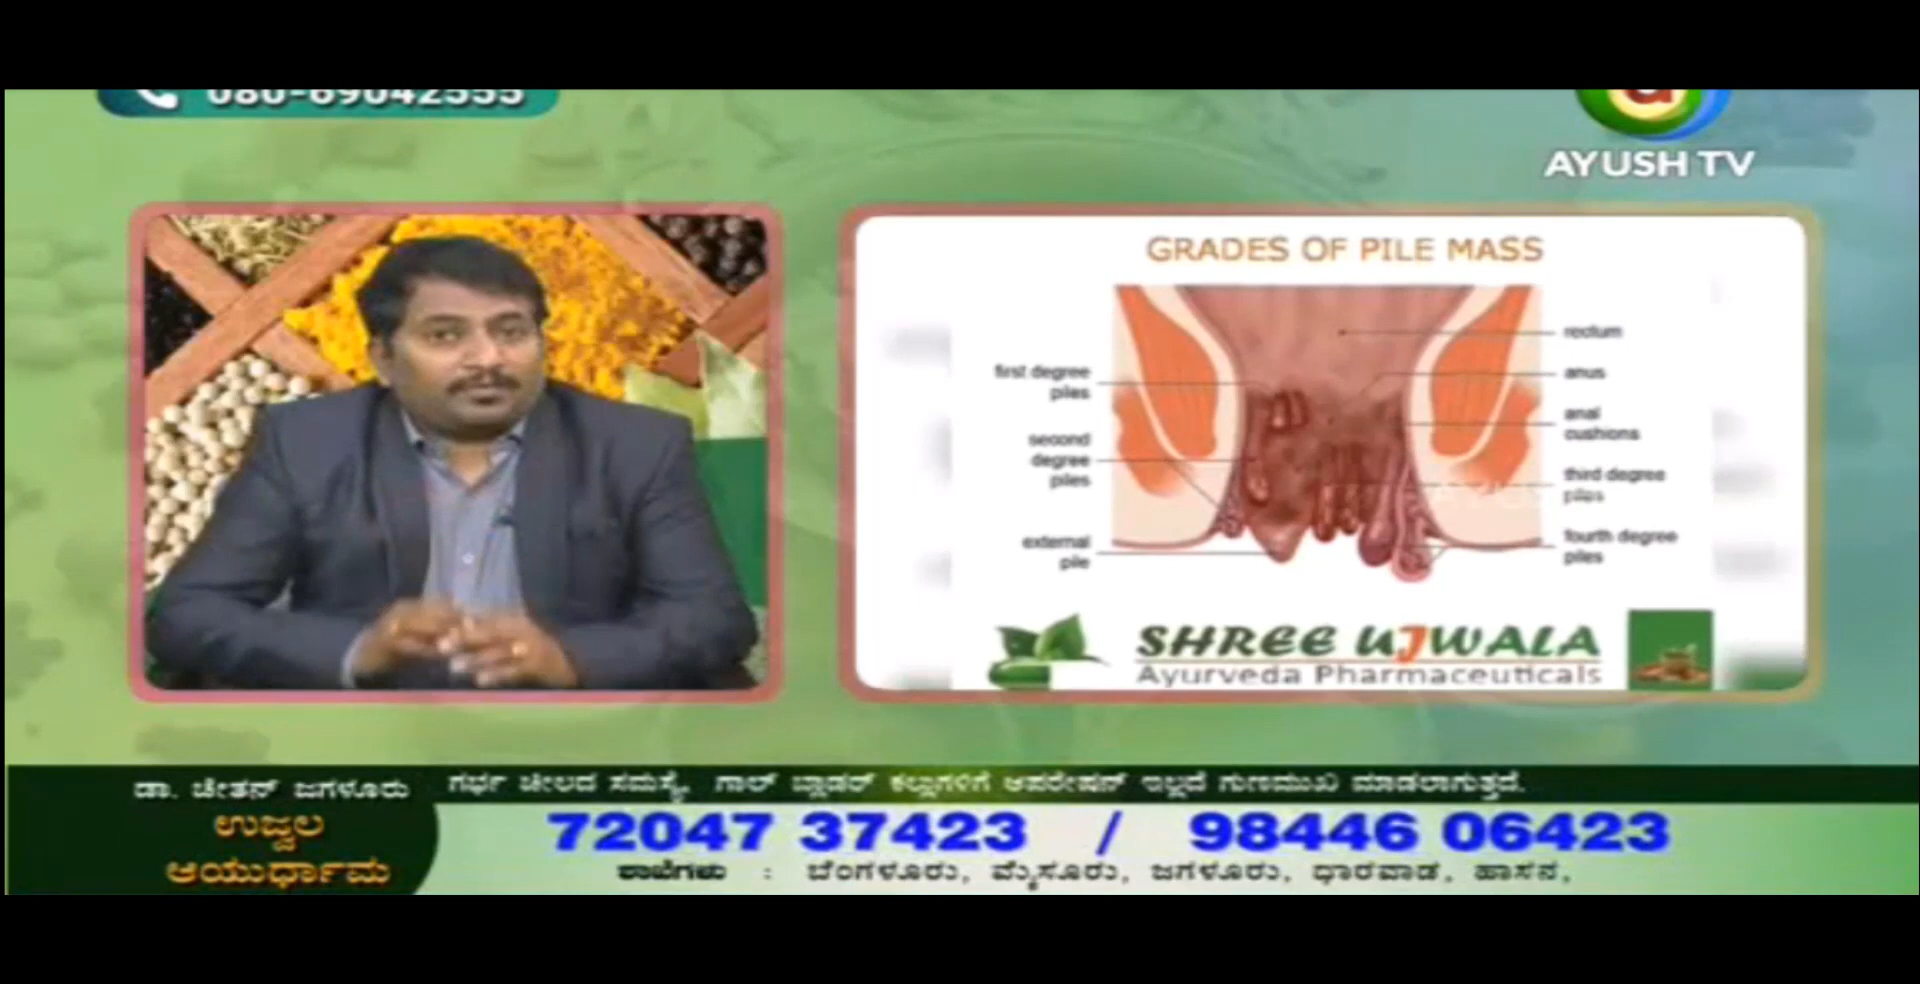 080-69042555
AYUSH TV
GRADES OF PILE MASS
first degree
piles
second
degree
piles
external
pile
rectum
anus
anal
cushions
third degree
piles
fourth degree
piles
SHREE UJWALA
Ayurveda Pharmaceuticals
ಡಾ. ಚೇತನ್ ಜಗಳೂರು
ಉಜ್ವಲ
ಆಯುರ್ಧಾಮ
ಗರ್ಭ ಚೀಲದ ಸಮಸ್ಯೆ, ಗಾಲ್ ಬ್ಲಾಡರ್ ಕಲ್ಲುಗಳಿಗೆ ಆಪರೇಷನ್ ಇಲ್ಲದೆ ಗುಣಮುಖ ಮಾಡಲಾಗುತ್ತದೆ.
72047 37423 / 98446 06423
ಶಾಖೆಗಳು : ಬೆಂಗಳೂರು, ಮೈಸೂರು, ಜಗಳೂರು, ಧಾರವಾಡ, ಹಾಸನ,